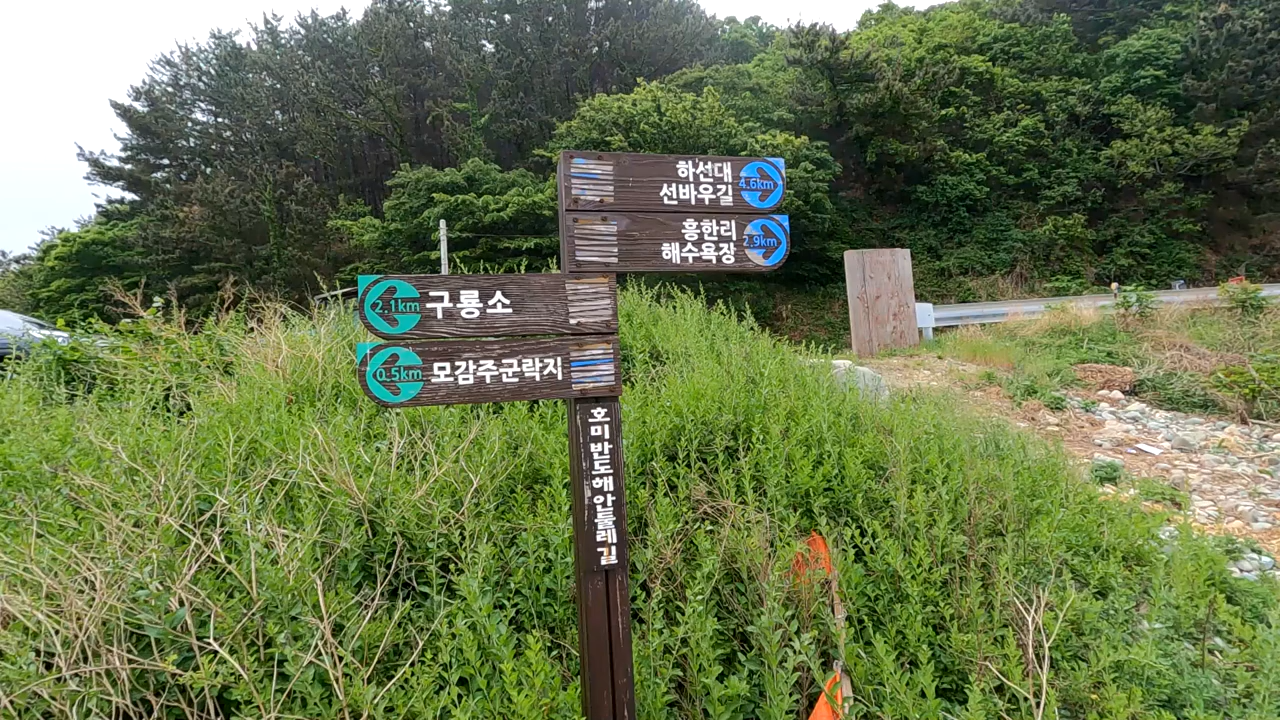 하선대
선바우길
4.6km
흥한리
해수욕장
2.9km
2.1km 구룡소
0.5km 모감주군락지
호미반도해안둘레길